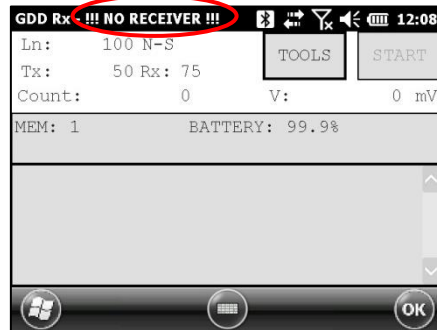 GDD Rx - !!! NO RECEIVER !!! 12:08
Ln: 100 N-S
TOOLS START
Tx: 50 Rx: 75
Count: 0 V: 0 mV
MEM: 1 BATTERY: 99.9%
OK